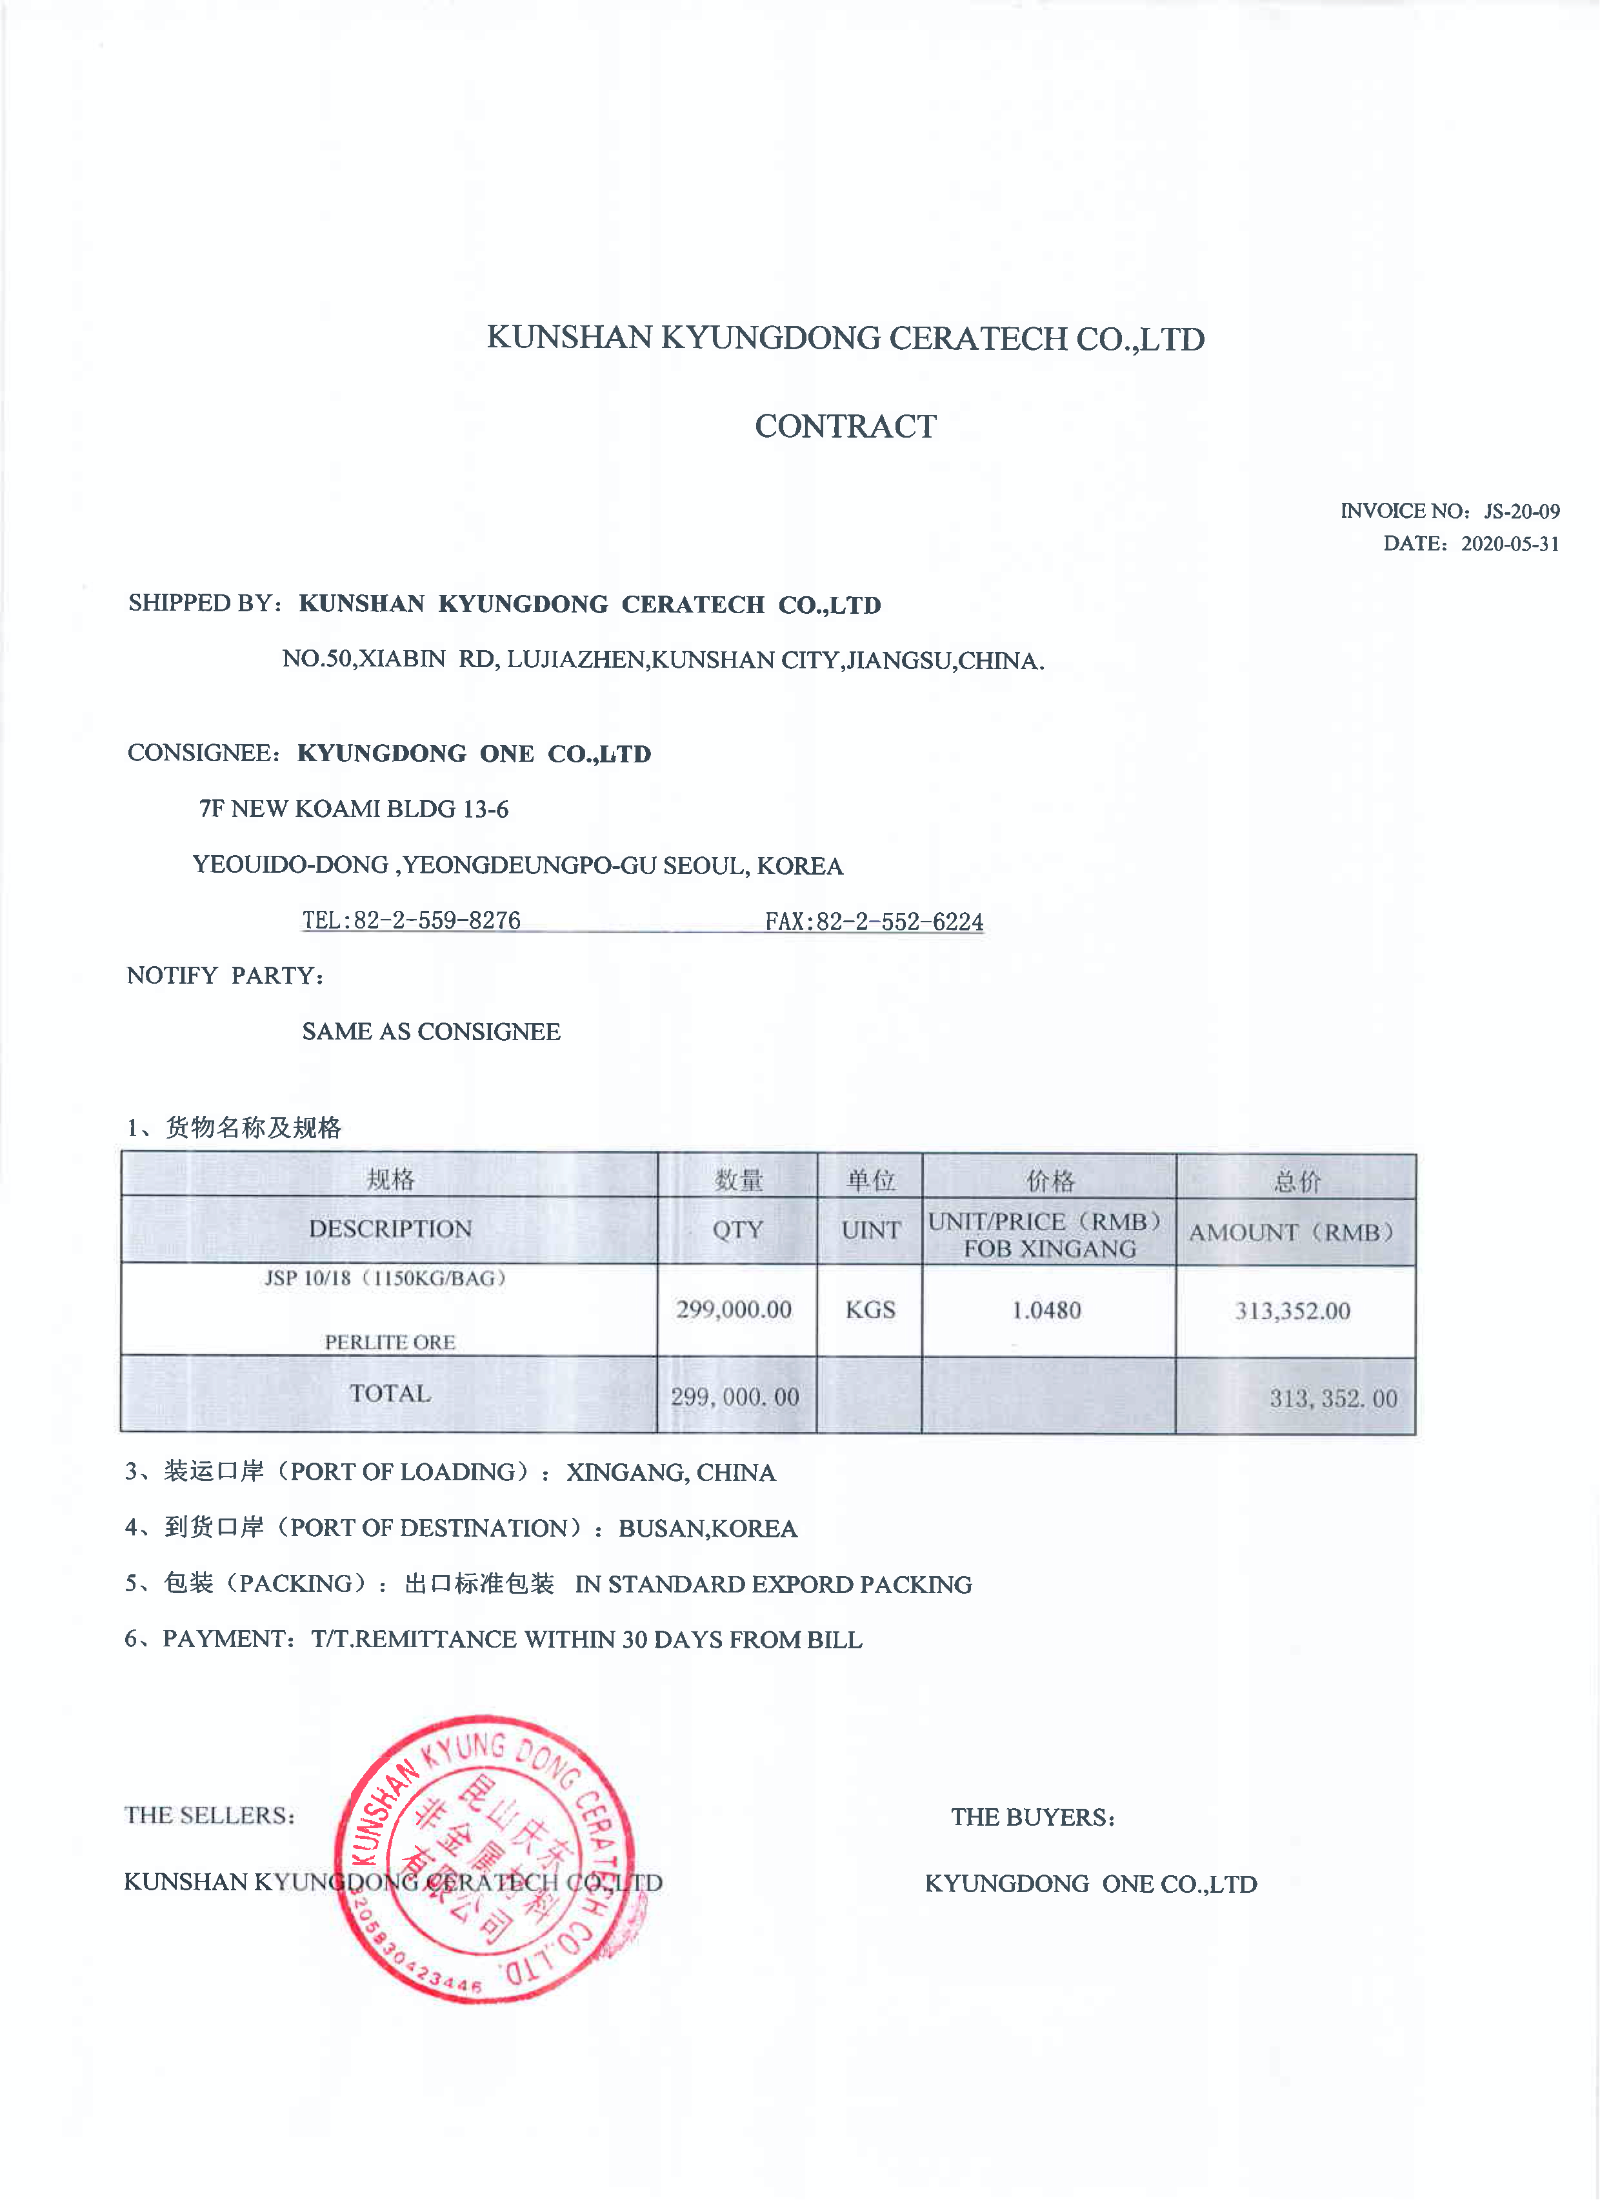 KUNSHAN KYUNGDONG CERATECH CO.,LTD
CONTRACT
INVOICE NO：JS-20-09
DATE：2020-05-31
SHIPPED BY：KUNSHAN KYUNGDONG CERATECH CO.,LTD
NO.50,XIABIN RD, LUJIAZHEN,KUNSHAN CITY,JIANGSU,CHINA.
CONSIGNEE：KYUNGDONG ONE CO.,LTD
7F NEW KOAMI BLDG 13-6
YEOUIDO-DONG ,YEONGDEUNGPO-GU SEOUL, KOREA
TEL:82-2-559-8276 FAX:82-2-552-6224
NOTIFY PARTY：
SAME AS CONSIGNEE
1、货物名称及规格
规格 数量 单位 价格 总价
DESCRIPTION QTY UINT UNIT/PRICE（RMB）FOB XINGANG AMOUNT（RMB）
JSP 10/18（1150KG/BAG）
PERLITE ORE 299,000.00 KGS 1.0480 313,352.00
TOTAL 299,000.00 313,352.00
3、装运口岸（PORT OF LOADING）：XINGANG, CHINA
4、到货口岸（PORT OF DESTINATION）：BUSAN,KOREA
5、包装（PACKING）：出口标准包装 IN STANDARD EXPORD PACKING
6、PAYMENT：T/T.REMITTANCE WITHIN 30 DAYS FROM BILL
THE SELLERS： THE BUYERS：
KUNSHAN KYUNGDONG CERATECH CO.,LTD KYUNGDONG ONE CO.,LTD
KUNSHAN KYUNG DONG CERATECH CO.,LTD.
昆山庆东
非金属材料
有限公司
3205830423446